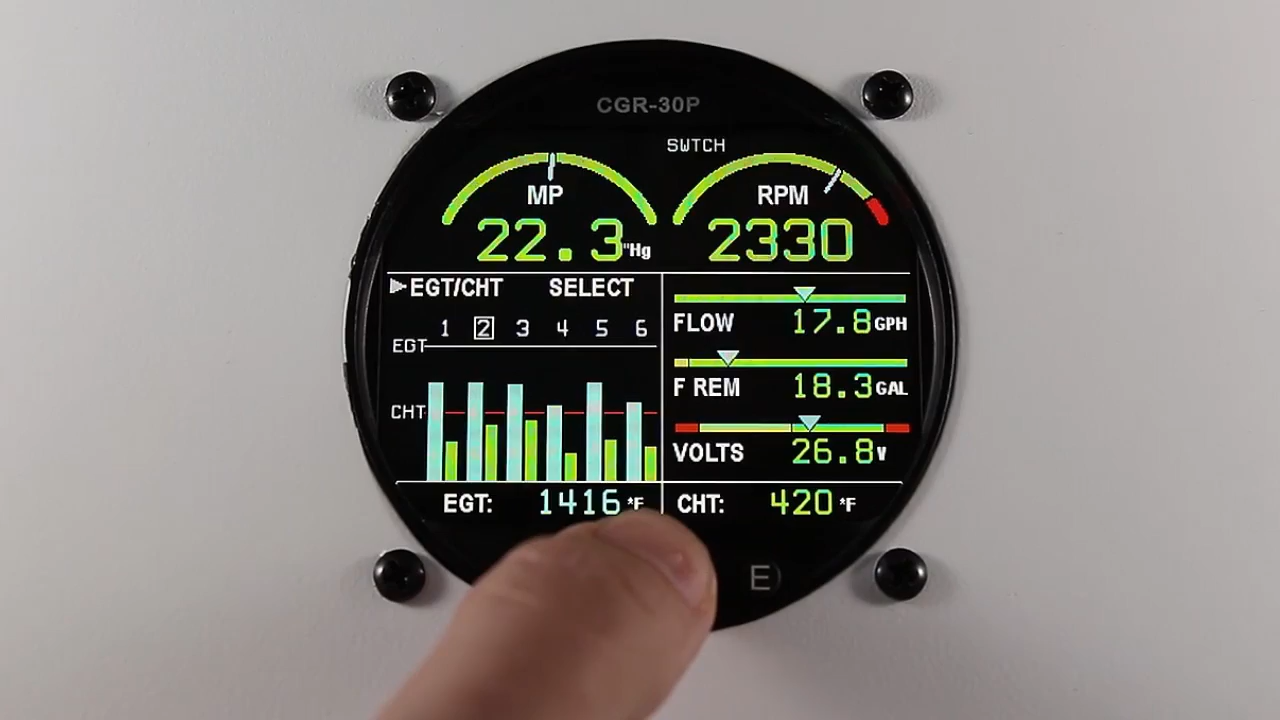 CGR-30P
SWTCH
MP
22.3"Hg
RPM
2330
▶EGT/CHT SELECT
1 2 3 4 5 6
EGT
CHT
FLOW 17.8GPH
F REM 18.3GAL
VOLTS 26.8V
EGT: 1416 °F
CHT: 420 °F
E